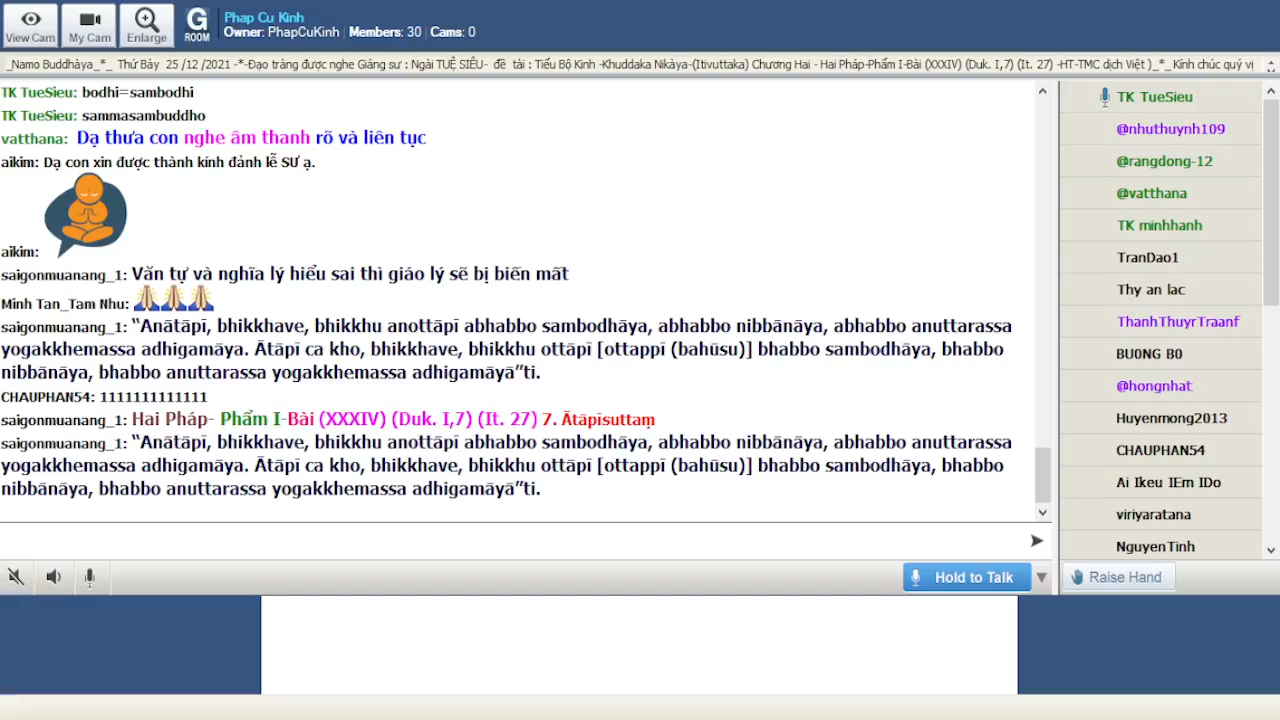 View Cam
My Cam
Enlarge
G
ROOM
Phap Cu Kinh
Owner: PhapCuKinh | Members: 30 | Cams: 0
_Namo Buddhàya_*_ Thứ Bảy 25 /12 /2021 -*-Đạo tràng được nghe Giảng sư : Ngài TUỆ SIÊU- đề tài : Tiểu Bộ Kinh -Khuddaka Nikàya-(Itivuttaka) Chương Hai - Hai Pháp-Phẩm I-Bài (XXXIV) (Duk. I,7) (It. 27) -HT-TMC dịch Việt )_*_Kính chúc quý vị
TK TueSieu: bodhi=sambodhi
TK TueSieu: sammasambuddho
vatthana: Dạ thưa con nghe âm thanh rõ và liên tục
aikim: Dạ con xin được thành kính đảnh lễ SƯ ạ.
aikim:
saigonmuanang_1: Văn tự và nghĩa lý hiểu sai thì giáo lý sẽ bị biến mất
Minh Tan_Tam Nhu:
saigonmuanang_1: “Anātāpī, bhikkhave, bhikkhu anottāpī abhabbo sambodhāya, abhabbo nibbānāya, abhabbo anuttarassa
yogakkhemassa adhigamāya. Ātāpī ca kho, bhikkhave, bhikkhu ottāpī [ottappī (bahūsu)] bhabbo sambodhāya, bhabbo
nibbānāya, bhabbo anuttarassa yogakkhemassa adhigamāyā”ti.
CHAUPHAN54: 1111111111111
saigonmuanang_1: Hai Pháp- Phẩm I-Bài (XXXIV) (Duk. I,7) (It. 27) 7. Ātāpīsuttaṃ
saigonmuanang_1: “Anātāpī, bhikkhave, bhikkhu anottāpī abhabbo sambodhāya, abhabbo nibbānāya, abhabbo anuttarassa
yogakkhemassa adhigamāya. Ātāpī ca kho, bhikkhave, bhikkhu ottāpī [ottappī (bahūsu)] bhabbo sambodhāya, bhabbo
nibbānāya, bhabbo anuttarassa yogakkhemassa adhigamāyā”ti.
TK TueSieu
@nhuthuynh109
@rangdong-12
@vatthana
TK minhhanh
TranDao1
Thy an lac
ThanhThuyrTraanf
BU0NG B0
@hongnhat
Huyenmong2013
CHAUPHAN54
Ai Ikeu IEm IDo
viriyaratana
NguyenTinh
Hold to Talk
Raise Hand